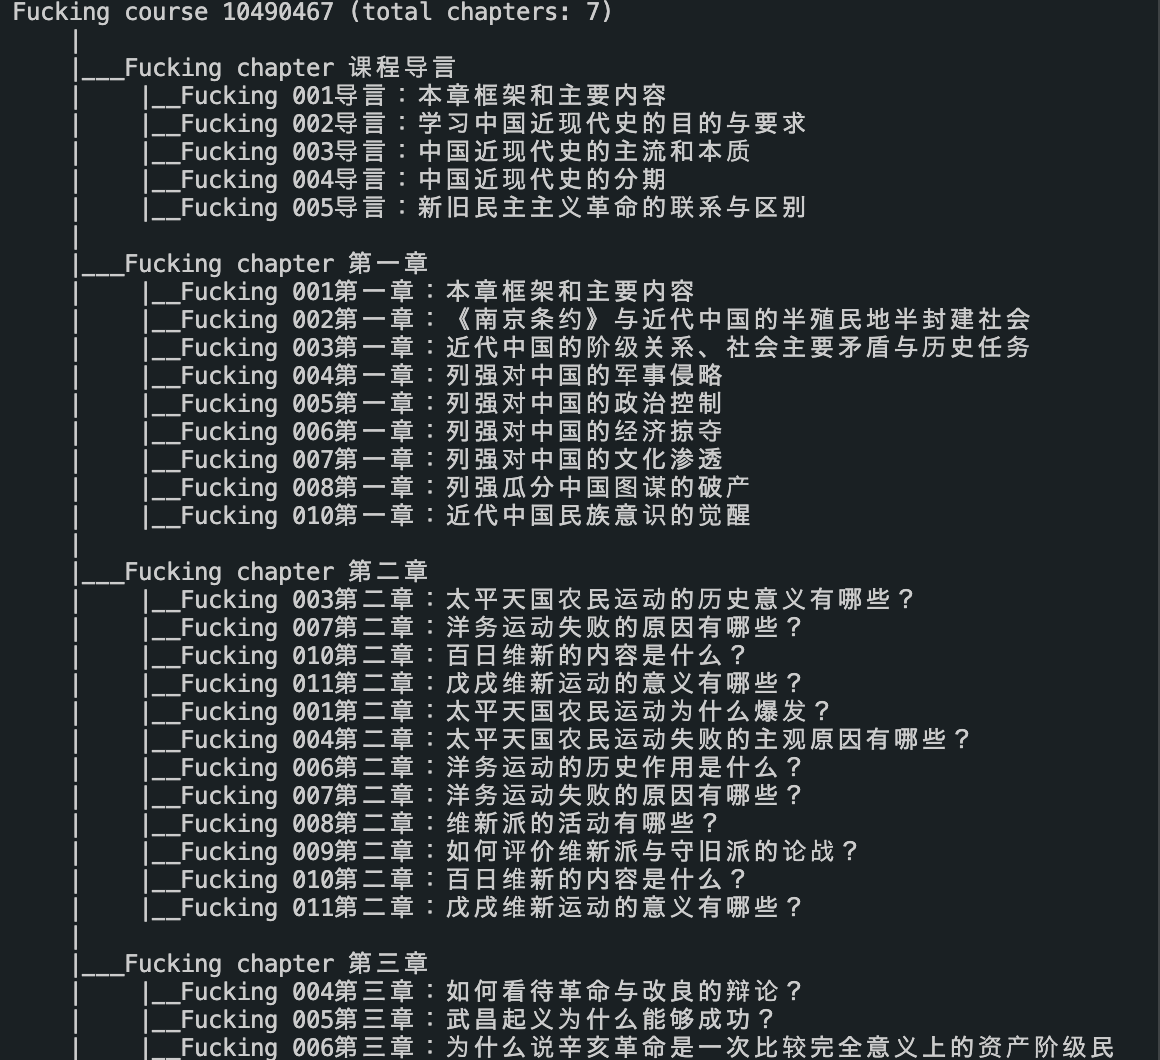 Fucking course 10490467 (total chapters: 7)
|
|___Fucking chapter 课程导言
|    |__Fucking 001导言：本章框架和主要内容
|    |__Fucking 002导言：学习中国近现代史的目的与要求
|    |__Fucking 003导言：中国近现代史的主流和本质
|    |__Fucking 004导言：中国近现代史的分期
|    |__Fucking 005导言：新旧民主主义革命的联系与区别
|
|___Fucking chapter 第一章
|    |__Fucking 001第一章：本章框架和主要内容
|    |__Fucking 002第一章：《南京条约》与近代中国的半殖民地半封建社会
|    |__Fucking 003第一章：近代中国的阶级关系、社会主要矛盾与历史任务
|    |__Fucking 004第一章：列强对中国的军事侵略
|    |__Fucking 005第一章：列强对中国的政治控制
|    |__Fucking 006第一章：列强对中国的经济掠夺
|    |__Fucking 007第一章：列强对中国的文化渗透
|    |__Fucking 008第一章：列强瓜分中国图谋的破产
|    |__Fucking 010第一章：近代中国民族意识的觉醒
|
|___Fucking chapter 第二章
|    |__Fucking 003第二章：太平天国农民运动的历史意义有哪些？
|    |__Fucking 007第二章：洋务运动失败的原因有哪些？
|    |__Fucking 010第二章：百日维新的内容是什么？
|    |__Fucking 011第二章：戊戌维新运动的意义有哪些？
|    |__Fucking 001第二章：太平天国农民运动为什么爆发？
|    |__Fucking 004第二章：太平天国农民运动失败的主观原因有哪些？
|    |__Fucking 006第二章：洋务运动的历史作用是什么？
|    |__Fucking 007第二章：洋务运动失败的原因有哪些？
|    |__Fucking 008第二章：维新派的活动有哪些？
|    |__Fucking 009第二章：如何评价维新派与守旧派的论战？
|    |__Fucking 010第二章：百日维新的内容是什么？
|    |__Fucking 011第二章：戊戌维新运动的意义有哪些？
|
|___Fucking chapter 第三章
|    |__Fucking 004第三章：如何看待革命与改良的辩论？
|    |__Fucking 005第三章：武昌起义为什么能够成功？
|    |__Fucking 006第三章：为什么说辛亥革命是一次比较完全意义上的资产阶级民